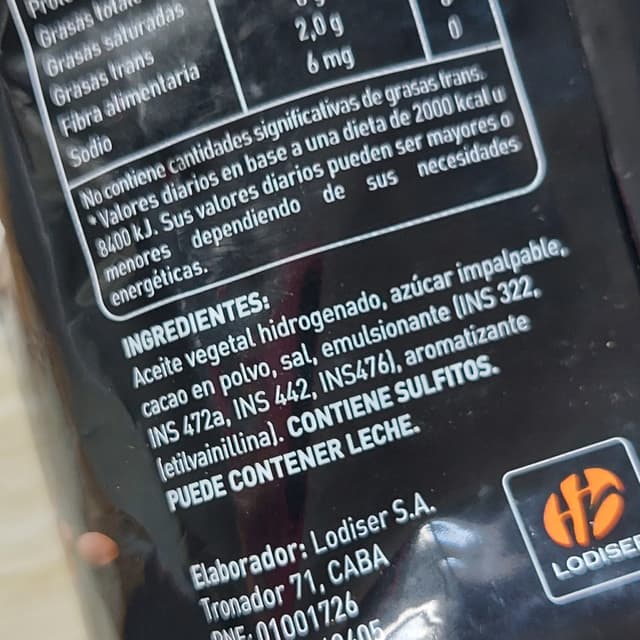 Grasas totale
Grasas saturadas
Grasas trans
Fibra alimentaria 2,0 g 0
Sodio 6 mg
No contiene cantidades significativas de grasas trans.
* Valores diarios en base a una dieta de 2000 kcal u
8400 kJ. Sus valores diarios pueden ser mayores o
menores dependiendo de sus necesidades
energéticas.
INGREDIENTES:
Aceite vegetal hidrogenado, azúcar impalpable,
cacao en polvo, sal, emulsionante (INS 322,
INS 472a, INS 442, INS476), aromatizante
(etilvainillina). CONTIENE SULFITOS.
PUEDE CONTENER LECHE.
Elaborador: Lodiser S.A.
Tronador 71, CABA
RNE: 01001726
LODISER